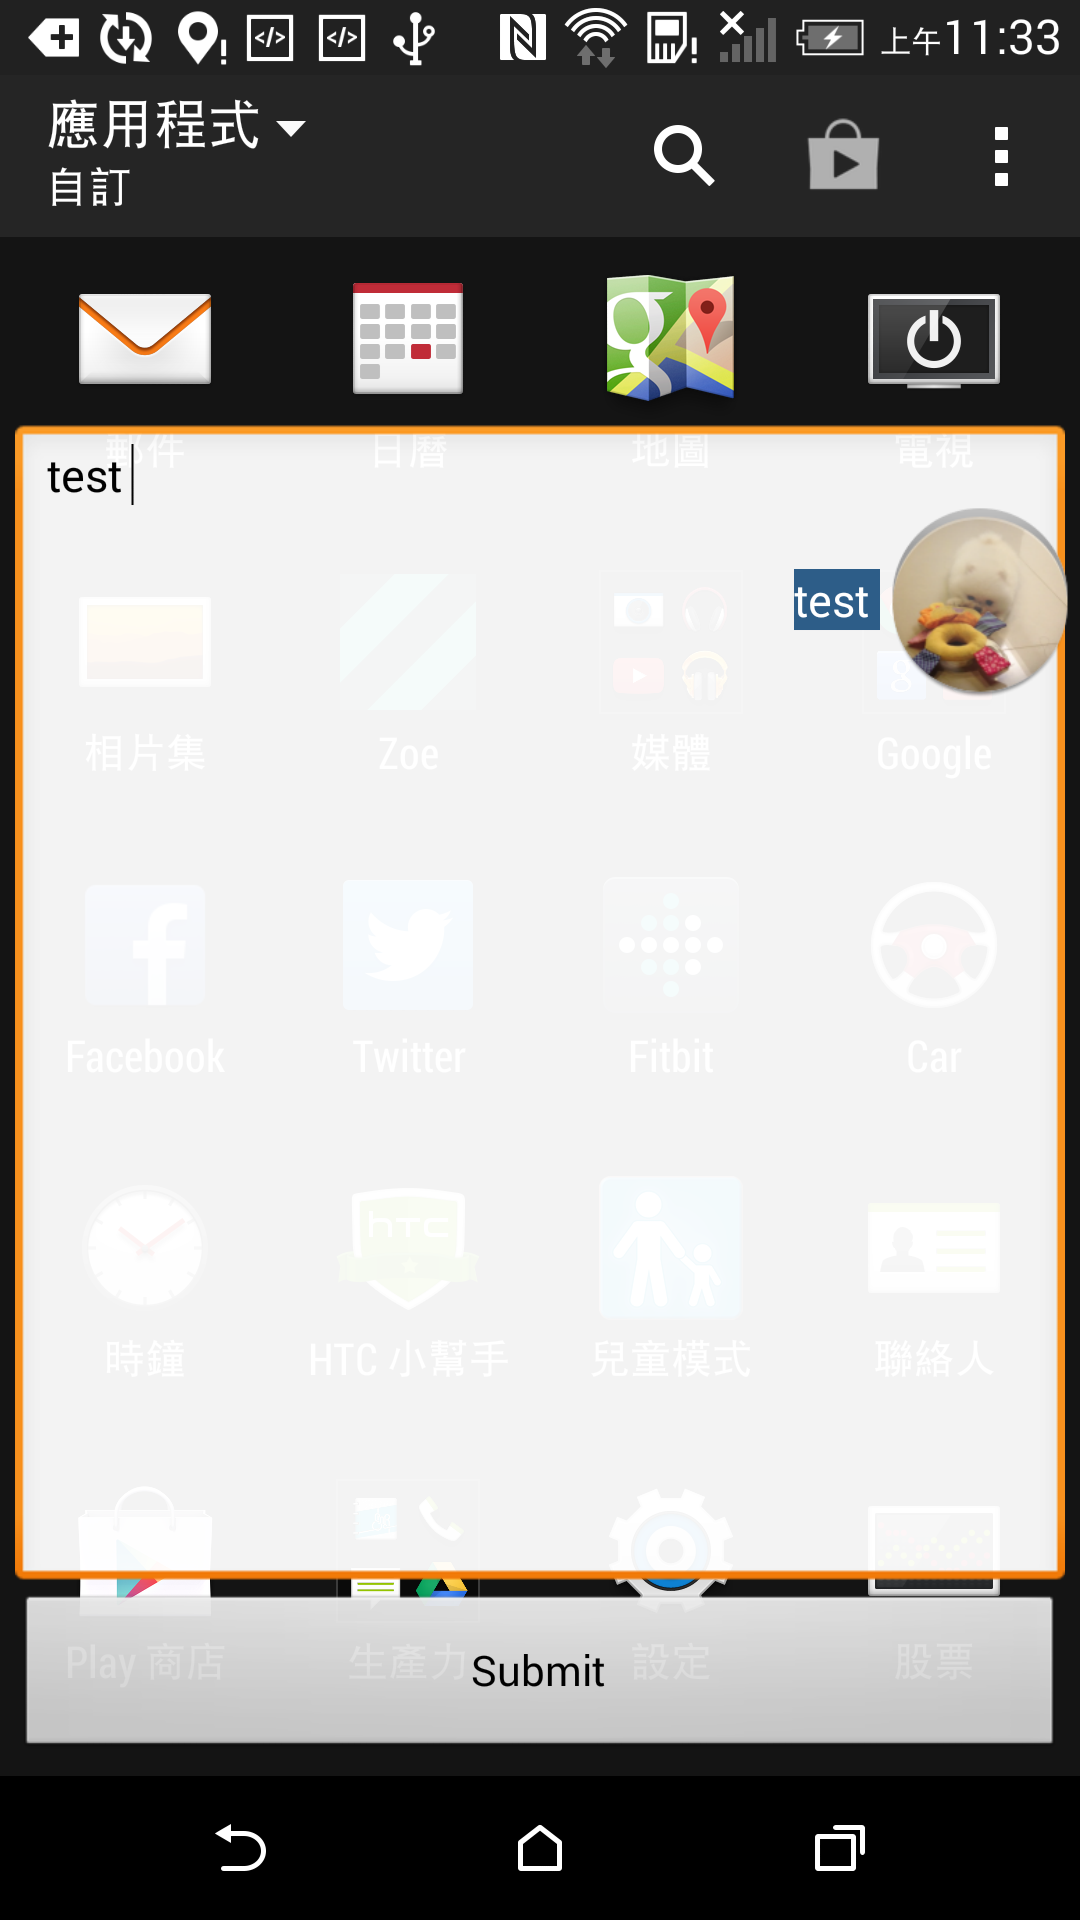 上午11:33
應用程式
自訂
郵件 日曆 地圖 電視
test
test
相片集 Zoe 媒體 Google
Facebook Twitter Fitbit Car
hTC
時鐘 HTC 小幫手 兒童模式 聯絡人
Play 商店 生產力 設定 股票
Submit